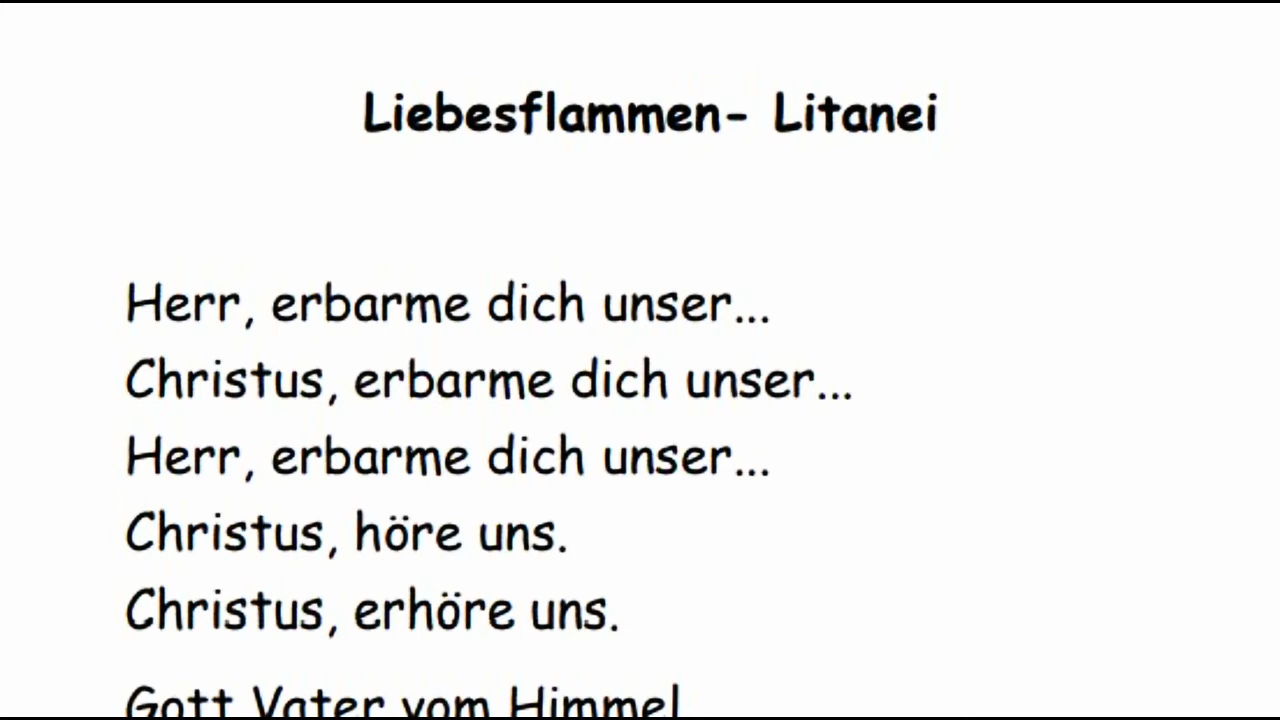 Liebesflammen- Litanei
Herr, erbarme dich unser...
Christus, erbarme dich unser...
Herr, erbarme dich unser...
Christus, höre uns.
Christus, erhöre uns.
Gott Vater vom Himmel